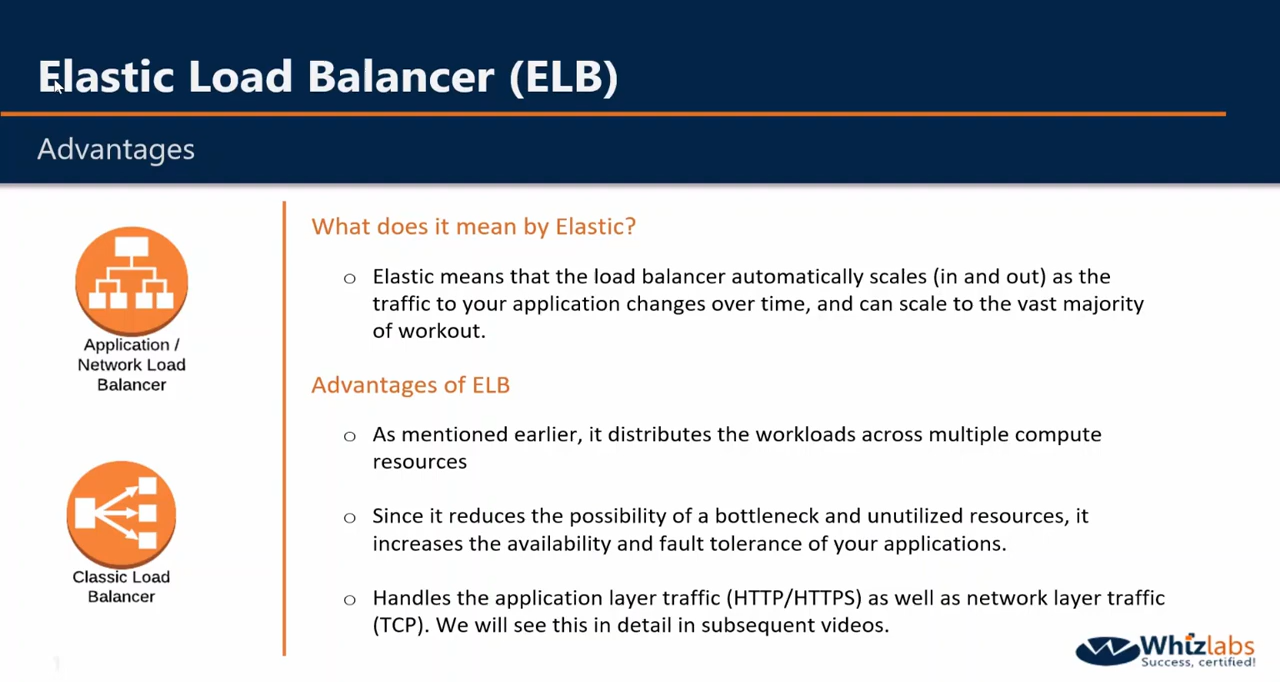 Elastic Load Balancer (ELB)
Advantages
Application /
Network Load
Balancer
Classic Load
Balancer
What does it mean by Elastic?
o Elastic means that the load balancer automatically scales (in and out) as the
traffic to your application changes over time, and can scale to the vast majority
of workout.
Advantages of ELB
o As mentioned earlier, it distributes the workloads across multiple compute
resources
o Since it reduces the possibility of a bottleneck and unutilized resources, it
increases the availability and fault tolerance of your applications.
o Handles the application layer traffic (HTTP/HTTPS) as well as network layer traffic
(TCP). We will see this in detail in subsequent videos.
1
Whizlabs
Success, certified!